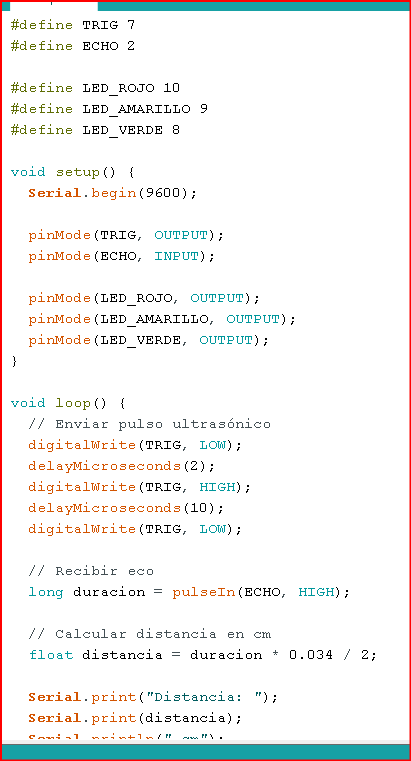 #define TRIG 7
#define ECHO 2

#define LED_ROJO 10
#define LED_AMARILLO 9
#define LED_VERDE 8

void setup() {
  Serial.begin(9600);

  pinMode(TRIG, OUTPUT);
  pinMode(ECHO, INPUT);

  pinMode(LED_ROJO, OUTPUT);
  pinMode(LED_AMARILLO, OUTPUT);
  pinMode(LED_VERDE, OUTPUT);
}

void loop() {
  // Enviar pulso ultrasónico
  digitalWrite(TRIG, LOW);
  delayMicroseconds(2);
  digitalWrite(TRIG, HIGH);
  delayMicroseconds(10);
  digitalWrite(TRIG, LOW);

  // Recibir eco
  long duracion = pulseIn(ECHO, HIGH);

  // Calcular distancia en cm
  float distancia = duracion * 0.034 / 2;

  Serial.print("Distancia: ");
  Serial.print(distancia);
  Serial.println(" cm");